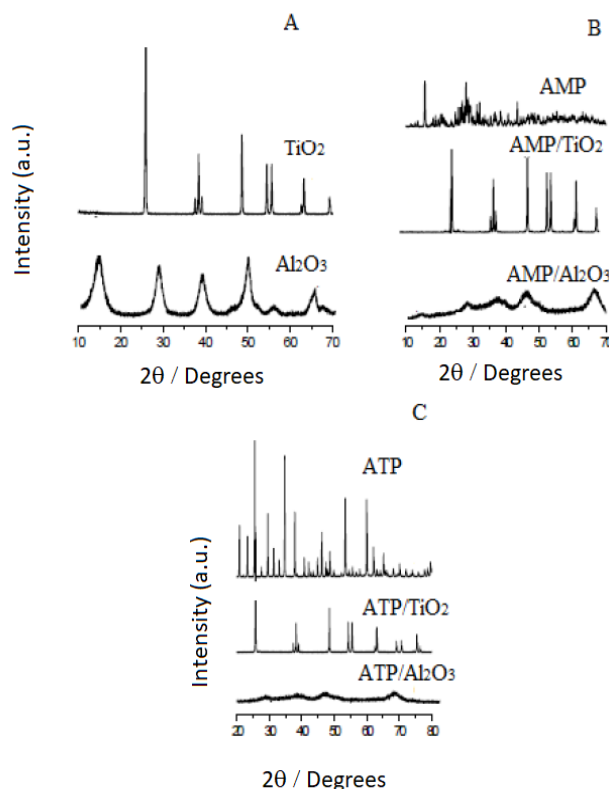 A
TiO2
Al2O3
Intensity (a.u.)
10 20 30 40 50 60 70
2θ / Degrees
B
AMP
AMP/TiO2
AMP/Al2O3
10 20 30 40 50 60 70
2θ / Degrees
C
ATP
ATP/TiO2
ATP/Al2O3
Intensity (a.u.)
20 30 40 50 60 70 80
2θ / Degrees